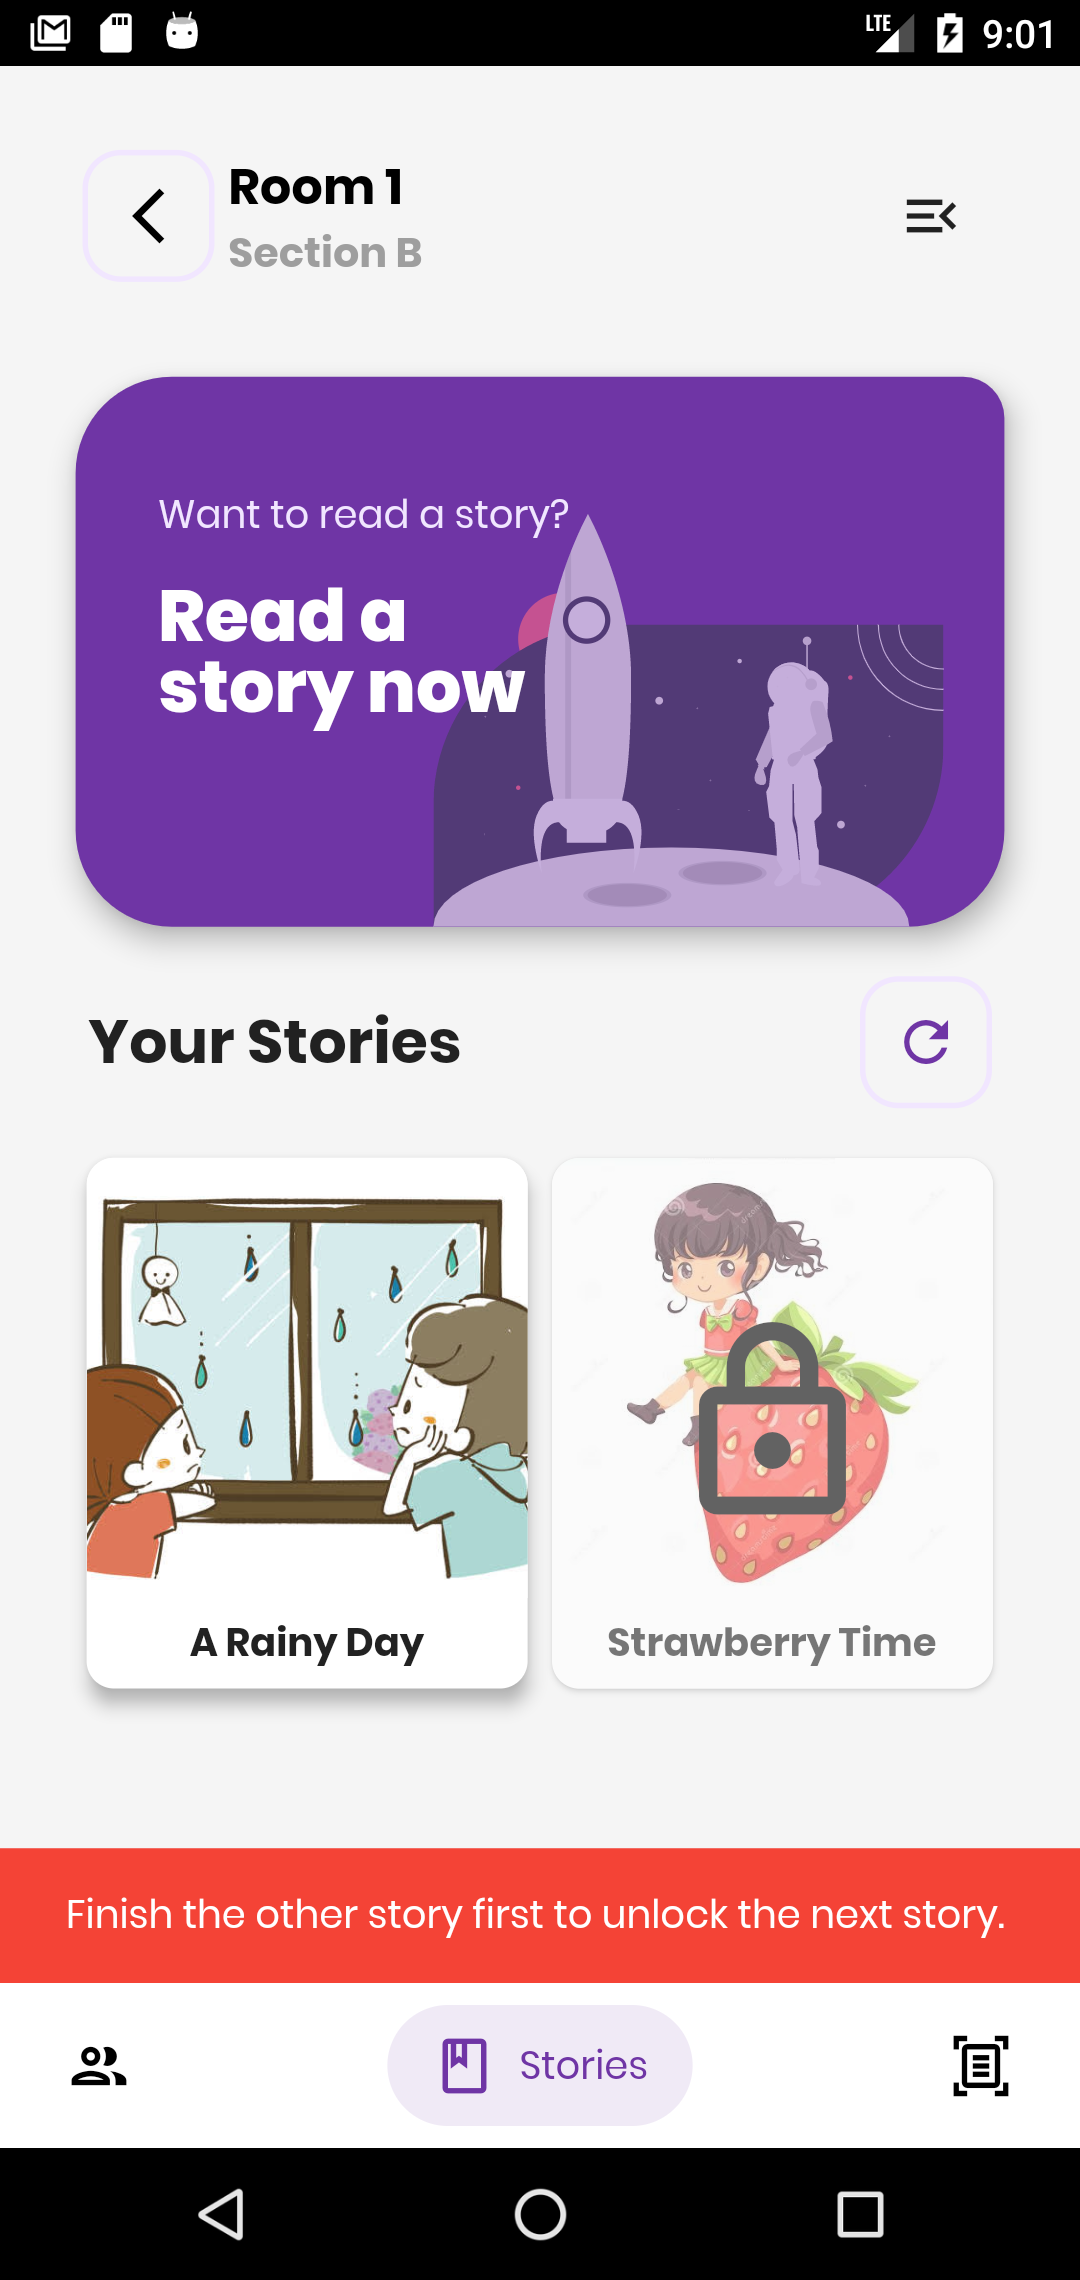 LTE 9:01
Room 1
Section B
Want to read a story?
Read a
story now
Your Stories
A Rainy Day
Strawberry Time
Finish the other story first to unlock the next story.
Stories